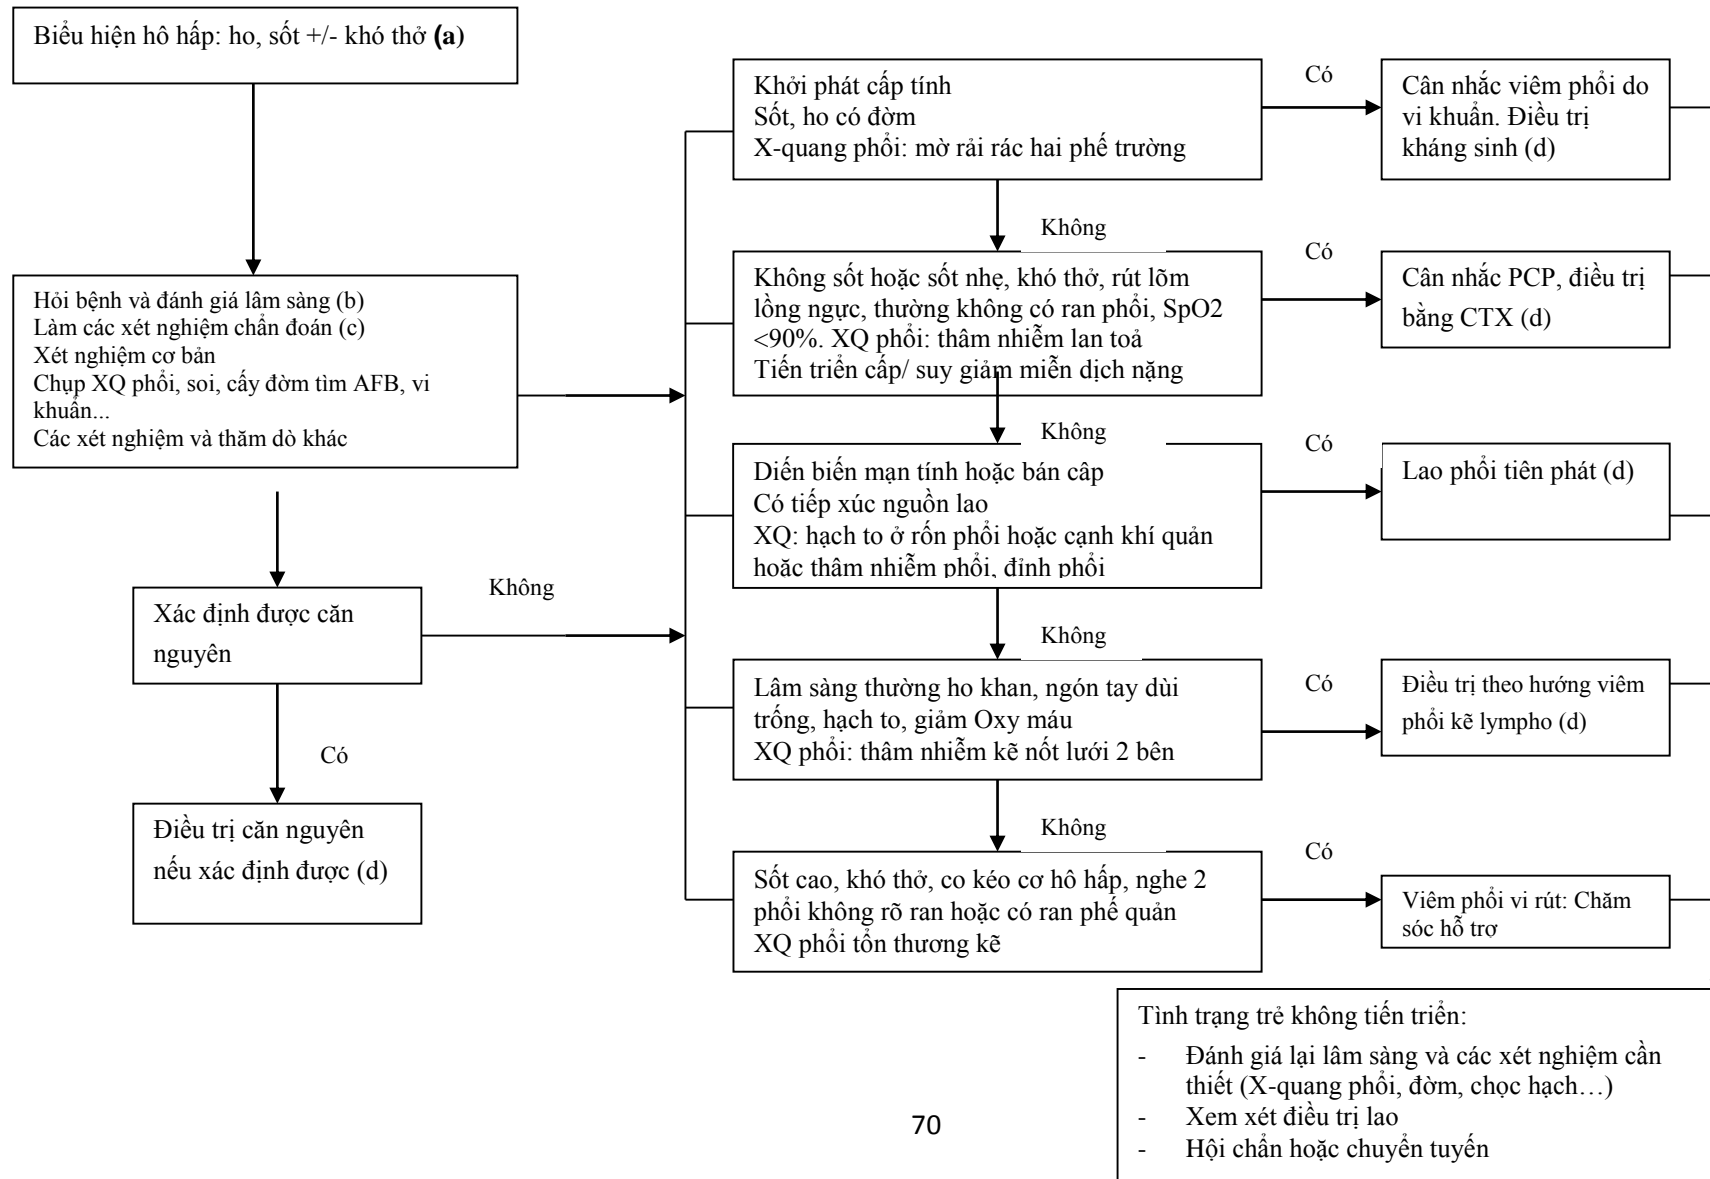 Biểu hiện hô hấp: ho, sốt +/- khó thở (a)
Hỏi bệnh và đánh giá lâm sàng (b)
Làm các xét nghiệm chẩn đoán (c)
Xét nghiệm cơ bản
Chụp XQ phổi, soi, cấy đờm tìm AFB, vi
khuẩn...
Các xét nghiệm và thăm dò khác
Xác định được căn
nguyên
Không
Có
Điều trị căn nguyên
nếu xác định được (d)
Khởi phát cấp tính
Sốt, ho có đờm
X-quang phổi: mờ rải rác hai phế trường
Có
Cân nhắc viêm phổi do
vi khuẩn. Điều trị
kháng sinh (d)
Không
Không sốt hoặc sốt nhẹ, khó thở, rút lõm
lồng ngực, thường không có ran phổi, SpO2
<90%. XQ phổi: thâm nhiễm lan toả
Tiến triển cấp/ suy giảm miễn dịch nặng
Có
Cân nhắc PCP, điều trị
bằng CTX (d)
Không
Diến biến mạn tính hoặc bán câp
Có tiếp xúc nguồn lao
XQ: hạch to ở rốn phổi hoặc cạnh khí quản
hoặc thâm nhiễm phổi, đỉnh phổi
Có
Lao phổi tiên phát (d)
Không
Lâm sàng thường ho khan, ngón tay dùi
trống, hạch to, giảm Oxy máu
XQ phổi: thâm nhiễm kẽ nốt lưới 2 bên
Có
Điều trị theo hướng viêm
phổi kẽ lympho (d)
Không
Sốt cao, khó thở, co kéo cơ hô hấp, nghe 2
phổi không rõ ran hoặc có ran phế quản
XQ phổi tổn thương kẽ
Có
Viêm phổi vi rút: Chăm
sóc hỗ trợ
Tình trạng trẻ không tiến triển:
- Đánh giá lại lâm sàng và các xét nghiệm cần
thiết (X-quang phổi, đờm, chọc hạch…)
- Xem xét điều trị lao
- Hội chẩn hoặc chuyển tuyến
70